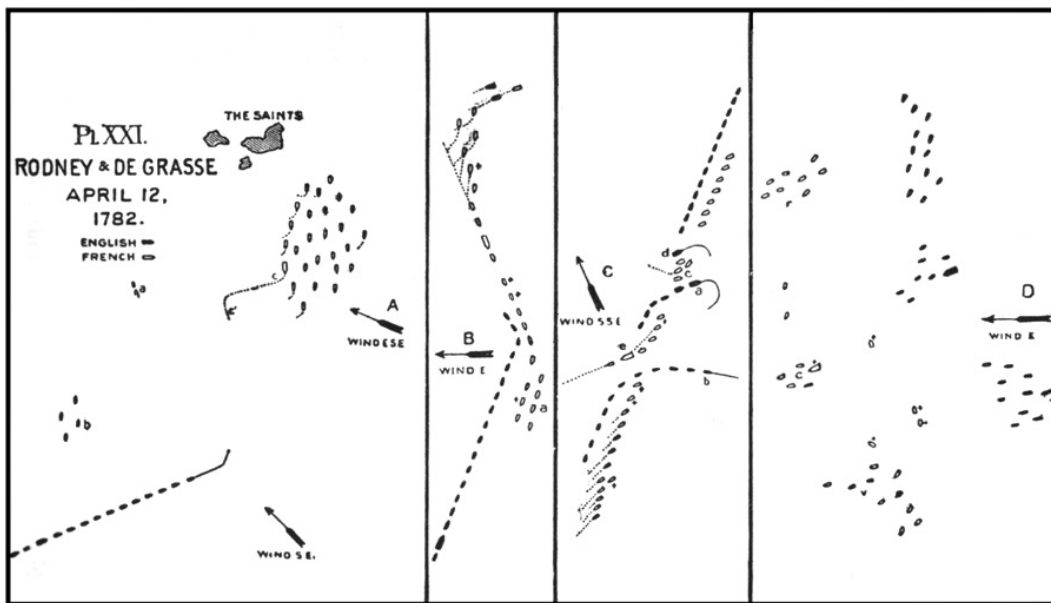 THE SAINTS
Pl. XXI.
RODNEY & DE GRASSE
APRIL 12,
1782.
ENGLISH
FRENCH
a
c
c'
b
A
WIND ESE
WIND SE.
B
WIND E
a
C
WIND SSE
d
c
a
e
b
D
WIND E
r
c
a
v